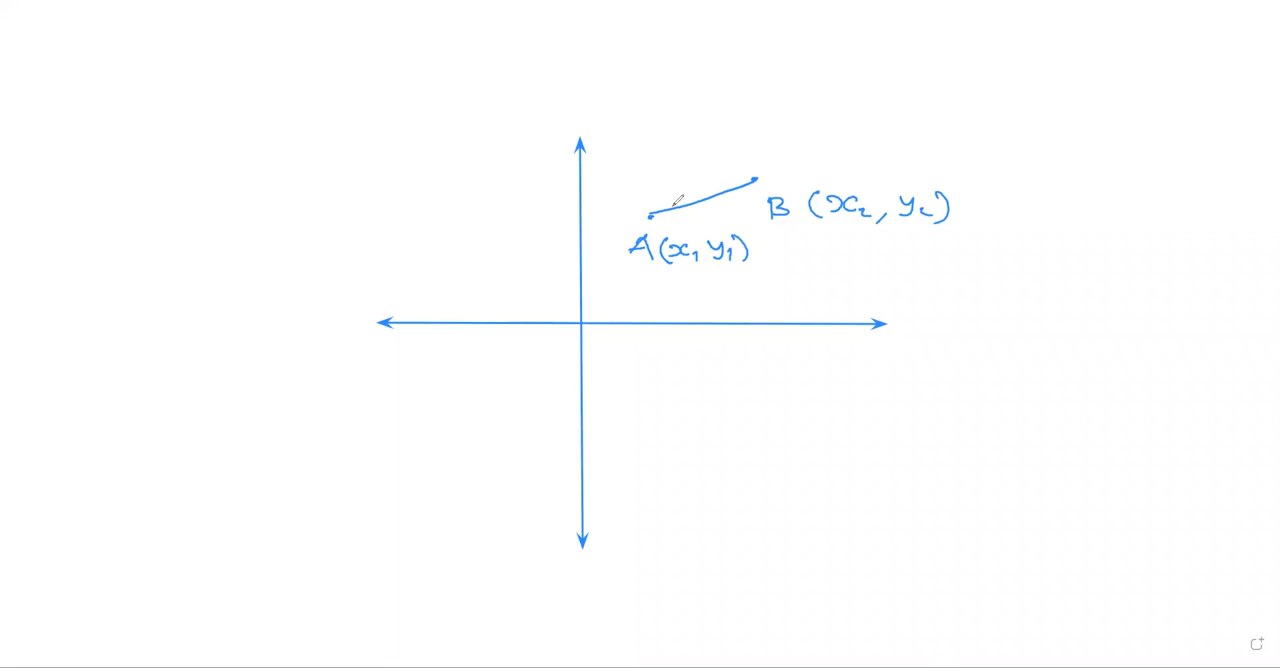 B (x₂, y₂)
A(x₁ y₁)